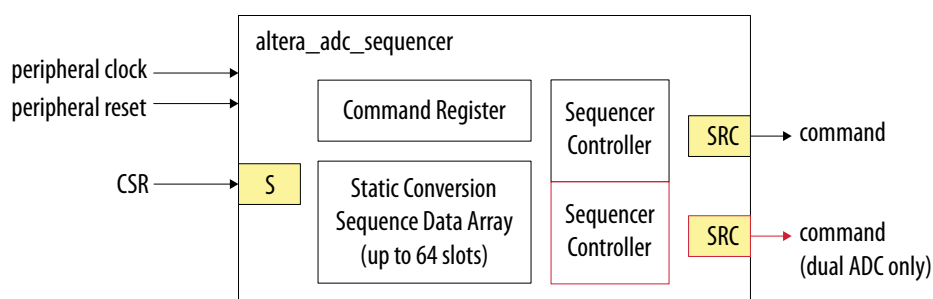 altera_adc_sequencer
peripheral clock
peripheral reset
CSR
S
Command Register
Static Conversion
Sequence Data Array
(up to 64 slots)
Sequencer
Controller
Sequencer
Controller
SRC
command
SRC
command
(dual ADC only)